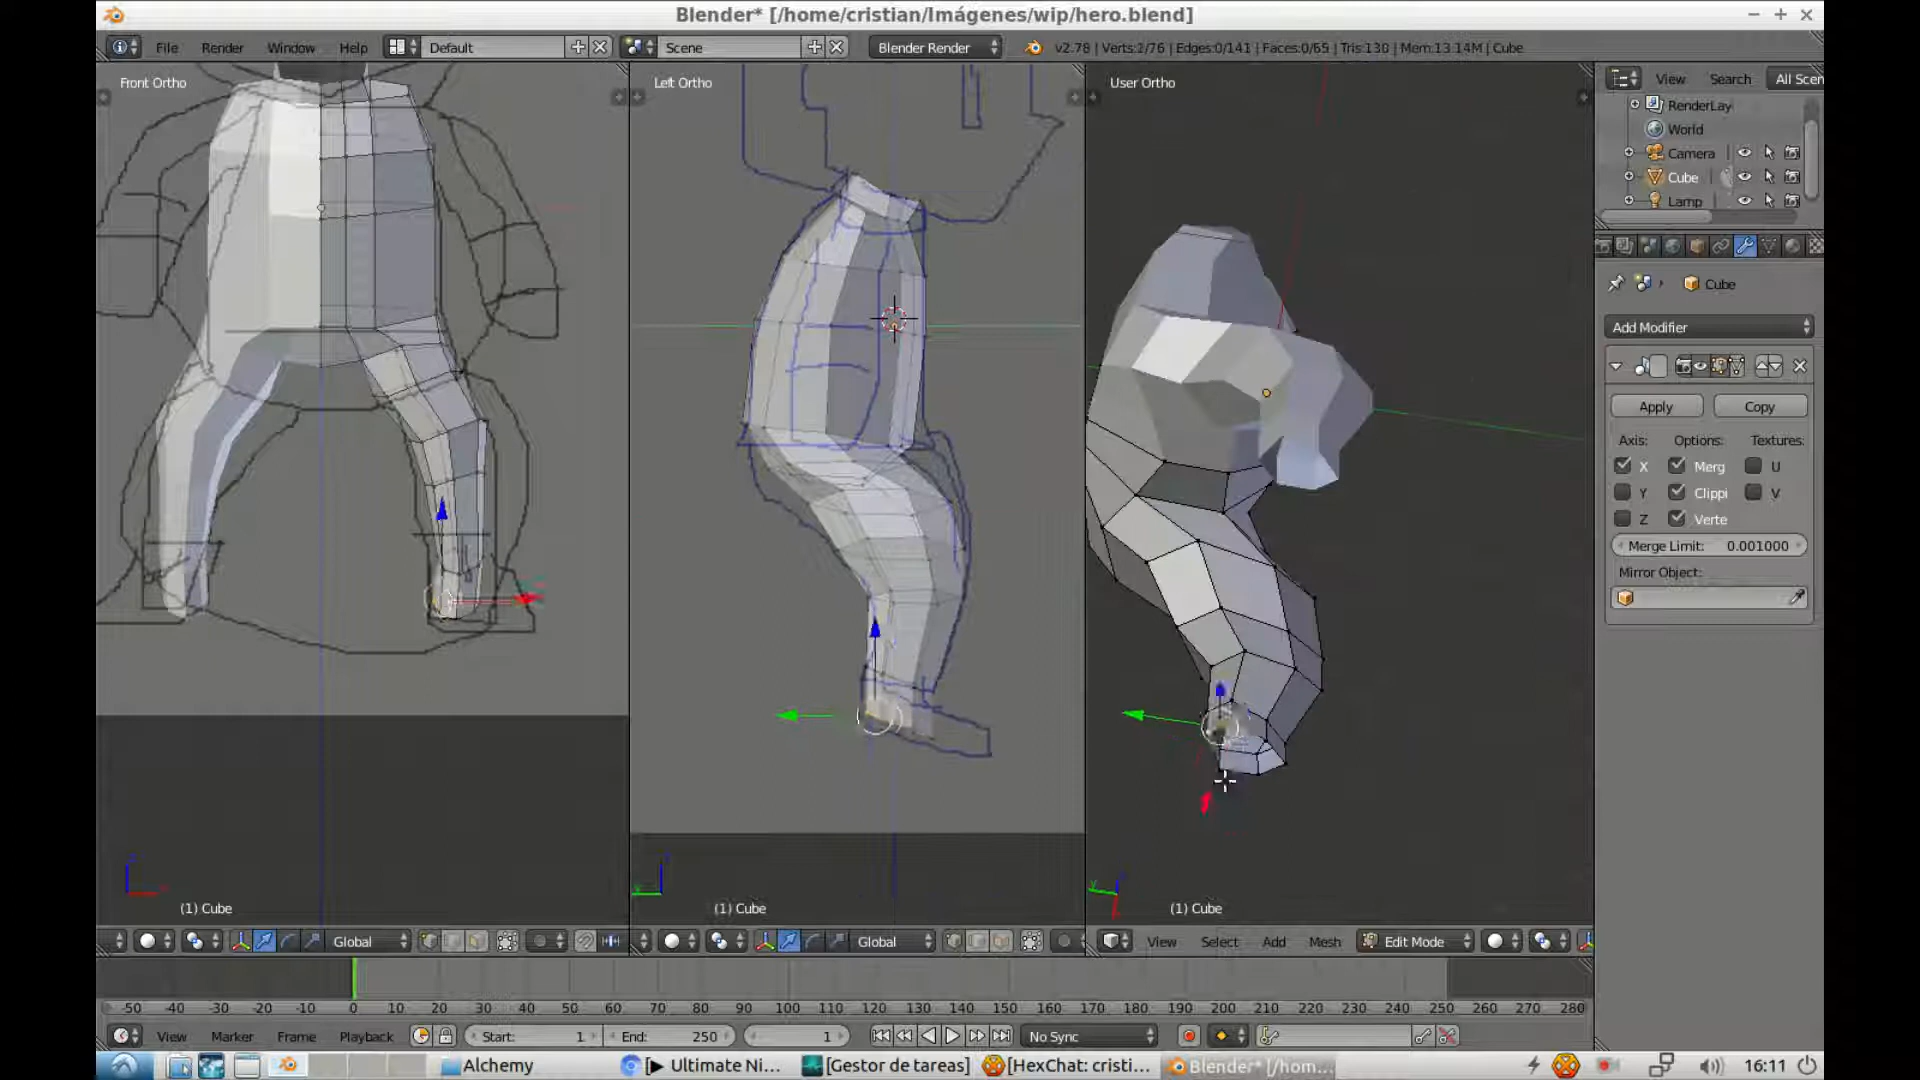 Blender* [/home/cristian/Imágenes/wip/hero.blend]
File Render Window Help Default Scene Blender Render v2.78 | Verts:2/76 | Edges:0/141 | Faces:0/65 | Tris:130 | Mem:13.14M | Cube
Front Ortho
Left Ortho
User Ortho
View Search All Scen
RenderLay
World
Camera
Cube
Lamp
Cube
Add Modifier
Apply Copy
Axis: Options: Textures:
X Merg U
Y Clippi V
Z Verte
Merge Limit: 0.001000
Mirror Object:
(1) Cube
(1) Cube
(1) Cube
Global
Global
View Select Add Mesh Edit Mode
-50 -40 -30 -20 -10 0 10 20 30 40 50 60 70 80 90 100 110 120 130 140 150 160 170 180 190 200 210 220 230 240 250 260 270 280
View Marker Frame Playback Start: 1 End: 250 1 No Sync
Alchemy [▶ Ultimate Ni... [Gestor de tareas] [HexChat: cristi... Blender* [/hom... 16:11